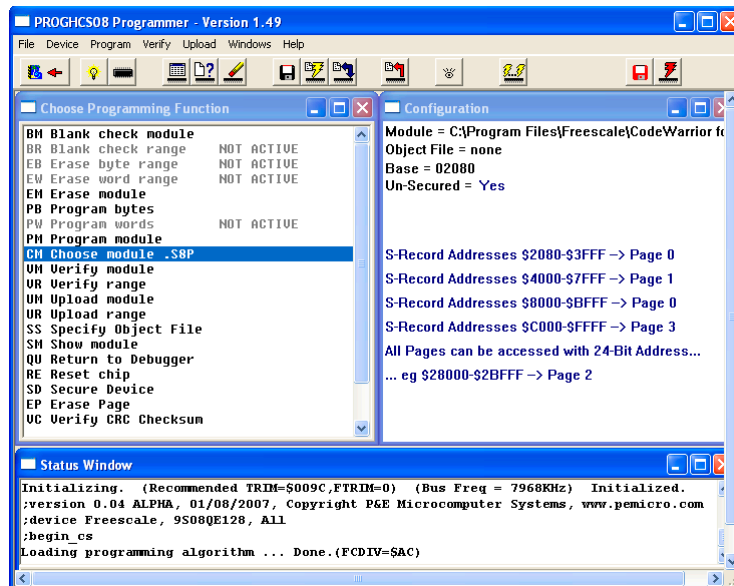 PROGHCS08 Programmer - Version 1.49
File Device Program Verify Upload Windows Help
Choose Programming Function
BM Blank check module
BR Blank check range NOT ACTIVE
EB Erase byte range NOT ACTIVE
EW Erase word range NOT ACTIVE
EM Erase module
PB Program bytes
PW Program words NOT ACTIVE
PM Program module
CM Choose module .S8P
VM Verify module
VR Verify range
UM Upload module
UR Upload range
SS Specify Object File
SM Show module
QU Return to Debugger
RE Reset chip
SD Secure Device
EP Erase Page
VC Verify CRC Checksum
Configuration
Module = C:\Program Files\Freescale\CodeWarrior fo
Object File = none
Base = 02080
Un-Secured = Yes
S-Record Addresses $2080-$3FFF –> Page 0
S-Record Addresses $4000-$7FFF –> Page 1
S-Record Addresses $8000-$BFFF –> Page 0
S-Record Addresses $C000-$FFFF –> Page 3
All Pages can be accessed with 24-Bit Address...
... eg $28000-$2BFFF –> Page 2
Status Window
Initializing. (Recommended TRIM=$009C,FTRIM=0) (Bus Freq = 7968KHz) Initialized.
;version 0.04 ALPHA, 01/08/2007, Copyright P&E Microcomputer Systems, www.pemicro.com
;device Freescale, 9S08QE128, All
;begin_cs
Loading programming algorithm ... Done.(FCDIV=$AC)